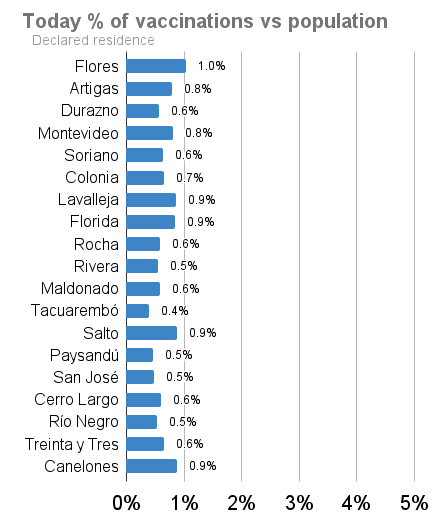 Today % of vaccinations vs population
Declared residence
Flores 1.0%
Artigas 0.8%
Durazno 0.6%
Montevideo 0.8%
Soriano 0.6%
Colonia 0.7%
Lavalleja 0.9%
Florida 0.9%
Rocha 0.6%
Rivera 0.5%
Maldonado 0.6%
Tacuarembó 0.4%
Salto 0.9%
Paysandú 0.5%
San José 0.5%
Cerro Largo 0.6%
Río Negro 0.5%
Treinta y Tres 0.6%
Canelones 0.9%
0% 1% 2% 3% 4% 5%